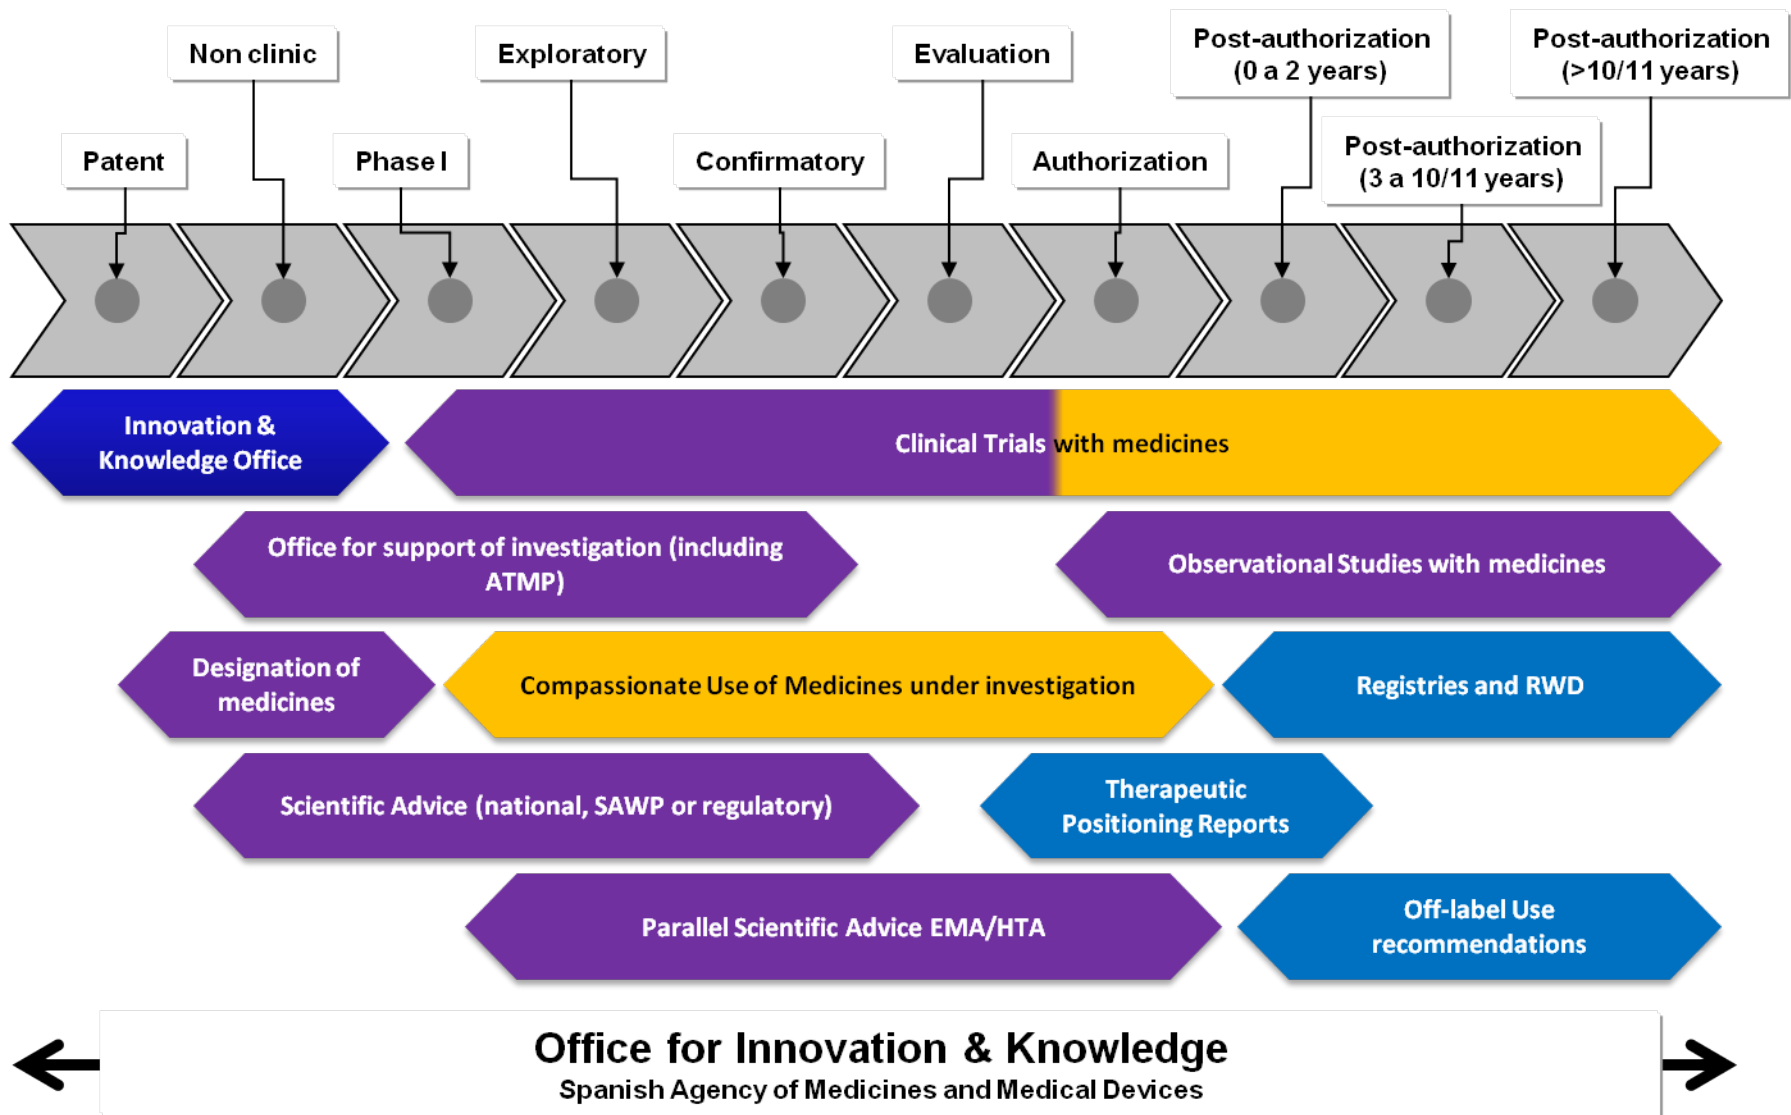 Non clinic
Exploratory
Evaluation
Post-authorization
(0 a 2 years)
Post-authorization
(>10/11 years)
Patent
Phase I
Confirmatory
Authorization
Post-authorization
(3 a 10/11 years)
Innovation &
Knowledge Office
Clinical Trials with medicines
Office for support of investigation (including
ATMP)
Observational Studies with medicines
Designation of
medicines
Compassionate Use of Medicines under investigation
Registries and RWD
Scientific Advice (national, SAWP or regulatory)
Therapeutic
Positioning Reports
Parallel Scientific Advice EMA/HTA
Off-label Use
recommendations
Office for Innovation & Knowledge
Spanish Agency of Medicines and Medical Devices